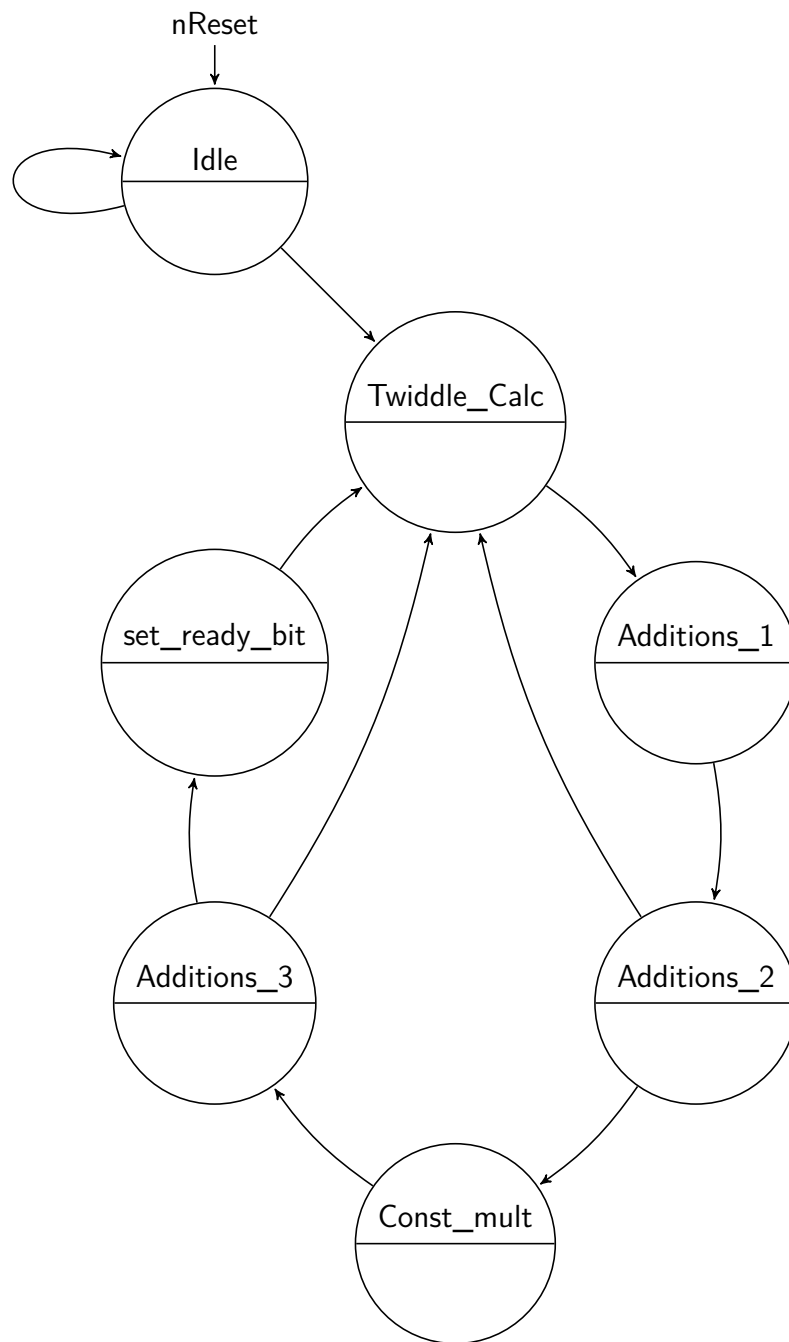 nReset
Idle
Twiddle_Calc
set_ready_bit
Additions_1
Additions_3
Additions_2
Const_mult